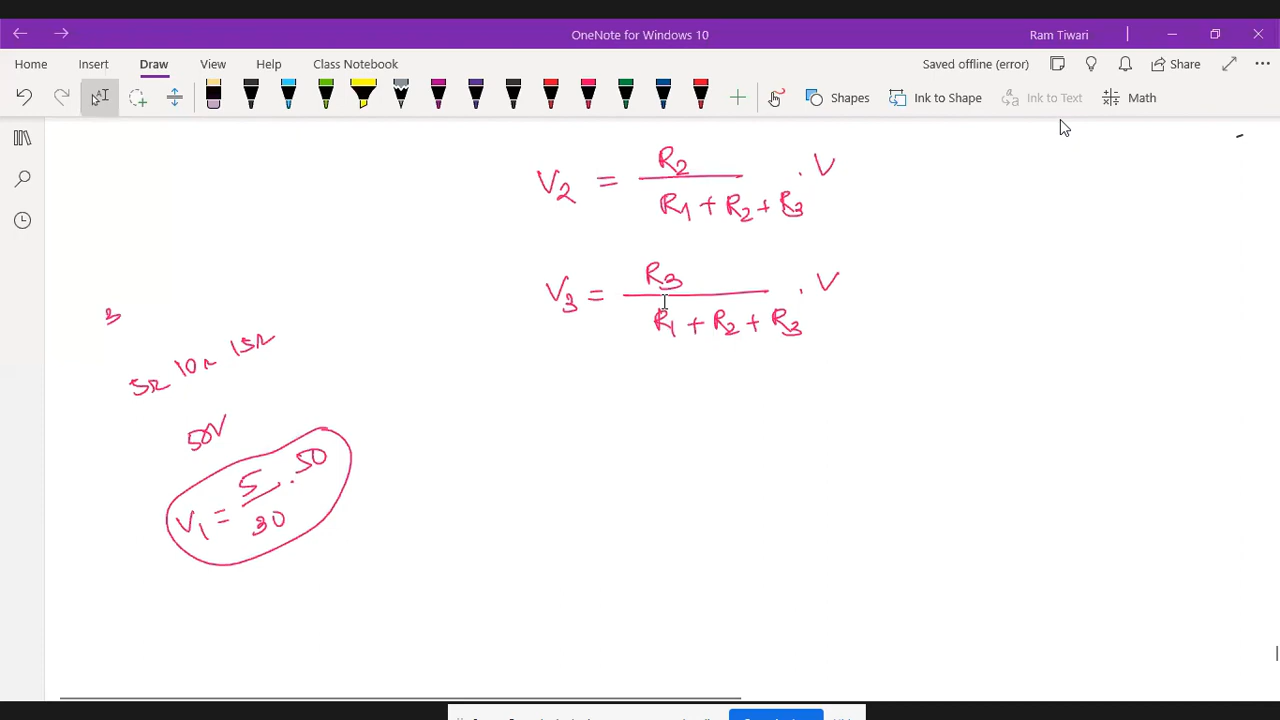 OneNote for Windows 10
Ram Tiwari
Home Insert Draw View Help Class Notebook
Saved offline (error)
Share
Shapes
Ink to Shape
Ink to Text
Math
V2 = R2 / R1 + R2 + R3 . V
V3 = R3 / R1 + R2 + R3 . V
3
5Ω 10Ω 15Ω
50V
V1 = 5 / 30 . 50